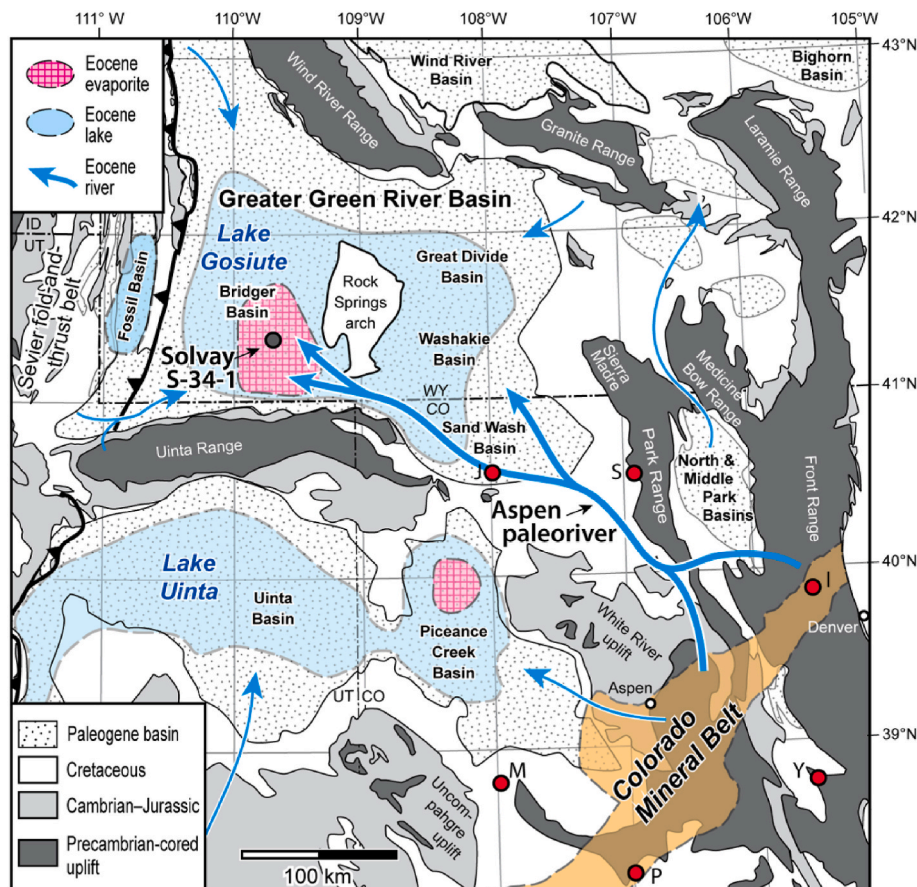 111°W
110°W
109°W
108°W
107°W
106°W
105°W
43°N
42°N
41°N
40°N
39°N
Eocene
evaporite
Eocene
lake
Eocene
river
Wind River
Basin
Bighorn
Basin
Wind River Range
Granite Range
Laramie Range
Greater Green River Basin
ID
UT
Sevier fold-and-
thrust belt
Fossil Basin
Lake
Gosiute
Bridger
Basin
Rock
Springs
arch
Great Divide
Basin
Washakie
Basin
Solvay
S-34-1
WY
CO
Sand Wash
Basin
Sierra
Madre
Medicine
Bow Range
Uinta Range
J
S
Park Range
North &
Middle
Park
Basins
Front Range
Aspen
paleoriver
Lake
Uinta
Uinta
Basin
Piceance
Creek
Basin
White River
uplift
I
Denver
UT
CO
Aspen
Colorado
Mineral Belt
Paleogene basin
Cretaceous
Cambrian–Jurassic
Precambrian-cored
uplift
Uncom-
pahgre uplift
M
Y
P
100 km